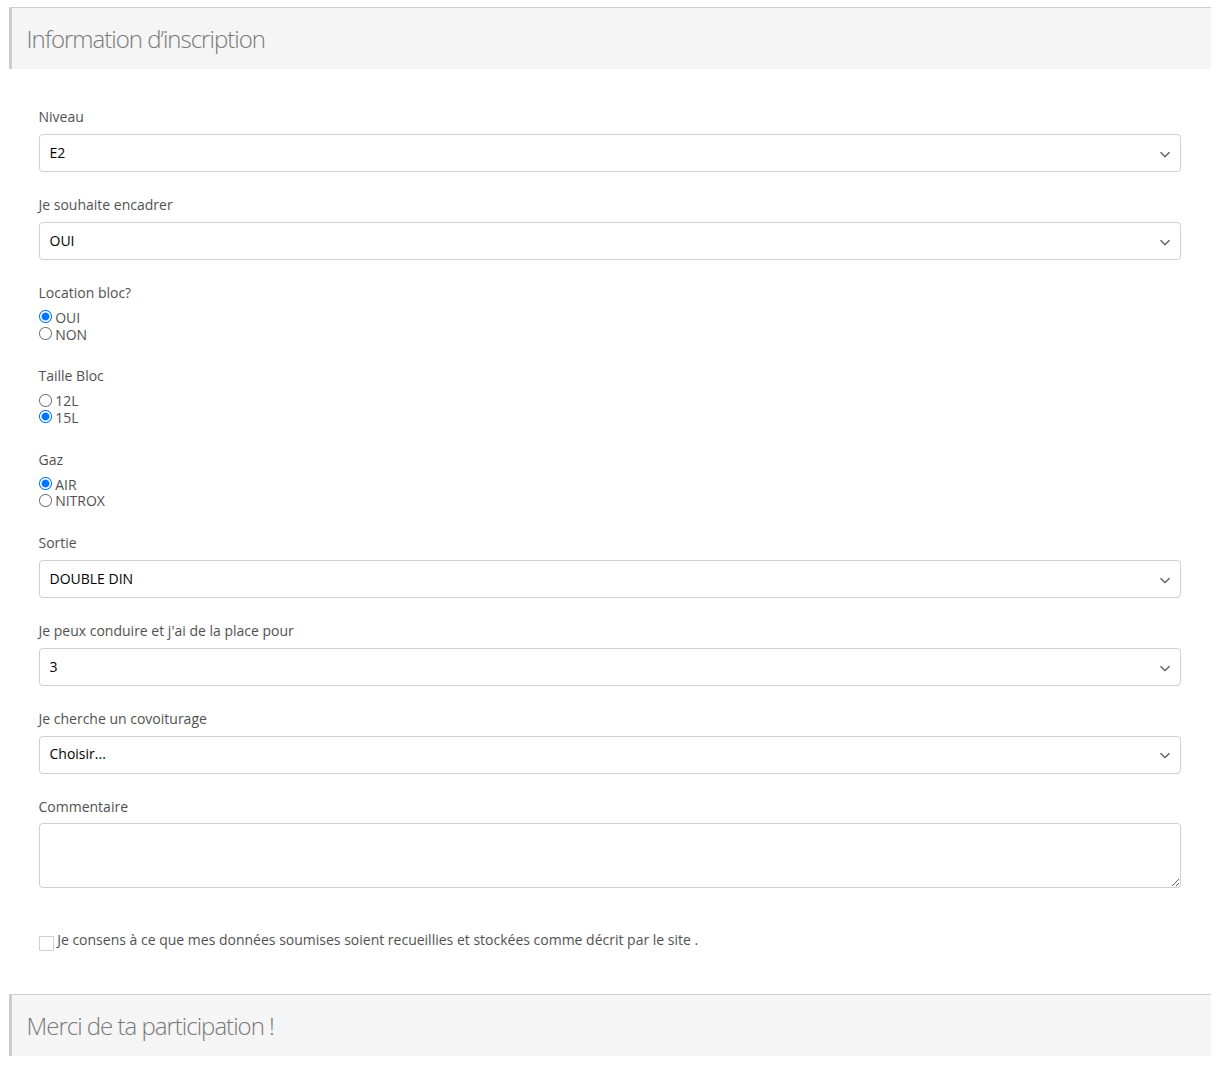 Information d’inscription
Niveau
E2
Je souhaite encadrer
OUI
Location bloc?
OUI
NON
Taille Bloc
12L
15L
Gaz
AIR
NITROX
Sortie
DOUBLE DIN
Je peux conduire et j'ai de la place pour
3
Je cherche un covoiturage
Choisir...
Commentaire
Je consens à ce que mes données soumises soient recueillies et stockées comme décrit par le site .
Merci de ta participation !